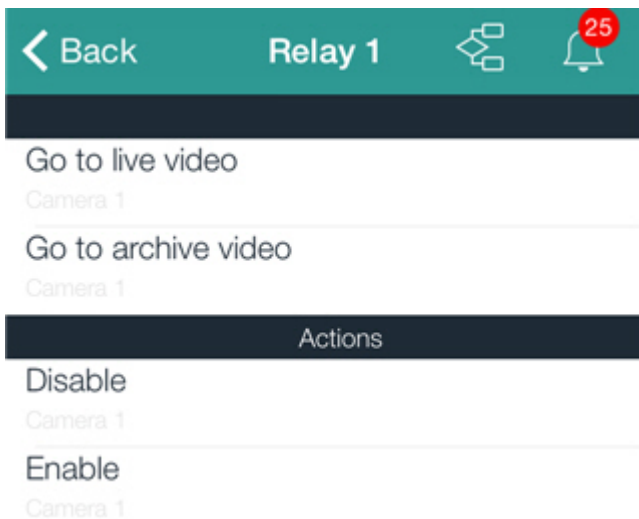 Back
Relay 1
25
Go to live video
Camera 1
Go to archive video
Camera 1
Actions
Disable
Camera 1
Enable
Camera 1